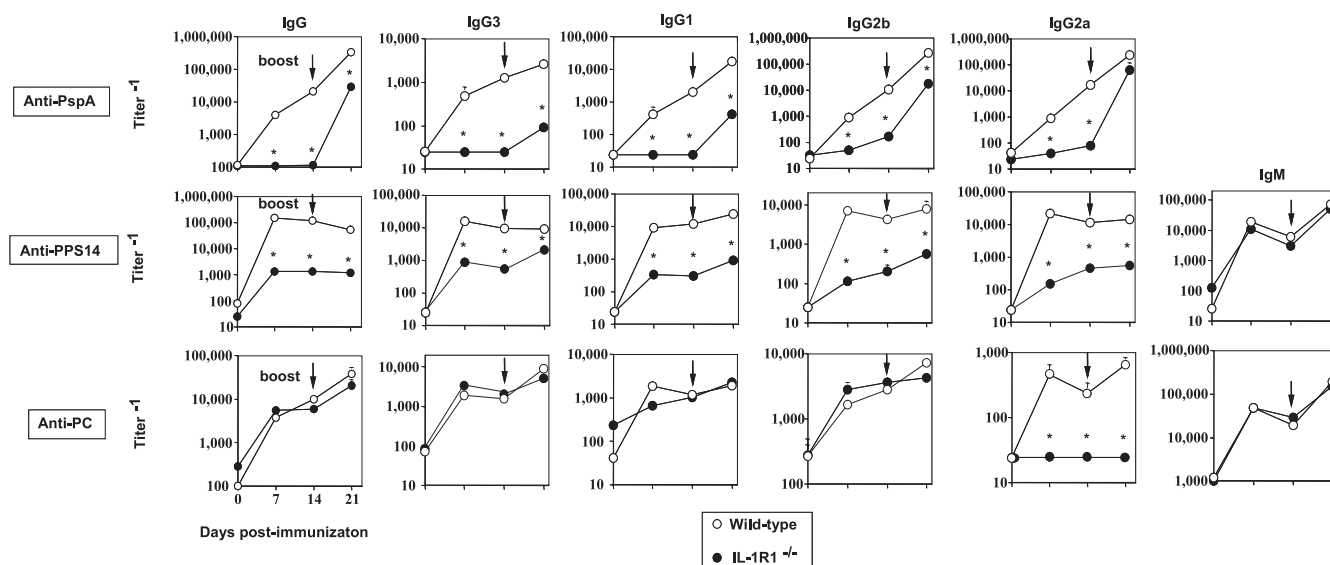 IgG IgG3 IgG1 IgG2b IgG2a
1,000,000 10,000 100,000 1,000,000 1,000,000
100,000 1,000 10,000 100,000 100,000
10,000 100 1,000 10,000 10,000
1,000 10 100 1,000 1,000
100 10 100 100
10 10
boost
Anti-PspA
Titer -1
* * *
* * *
* * *
* * *
* *
IgM
1,000,000 100,000 100,000 10,000 100,000 100,000
100,000 10,000 10,000 1,000 10,000 10,000
10,000 1,000 1,000 100 1,000 1,000
1,000 100 100 10 100 100
100 10 10 10 10
10
boost
Anti-PPS14
Titer -1
* * *
* * *
* * *
* * *
* * *
100,000 10,000 10,000 10,000 1,000 1,000,000
10,000 1,000 1,000 1,000 100 100,000
1,000 100 100 100 10 10,000
100 10 10 1,000
boost
Anti-PC
Titer -1
* * *
0 7 14 21
Days post-immunizaton
Wild-type
IL-1R1 -/-